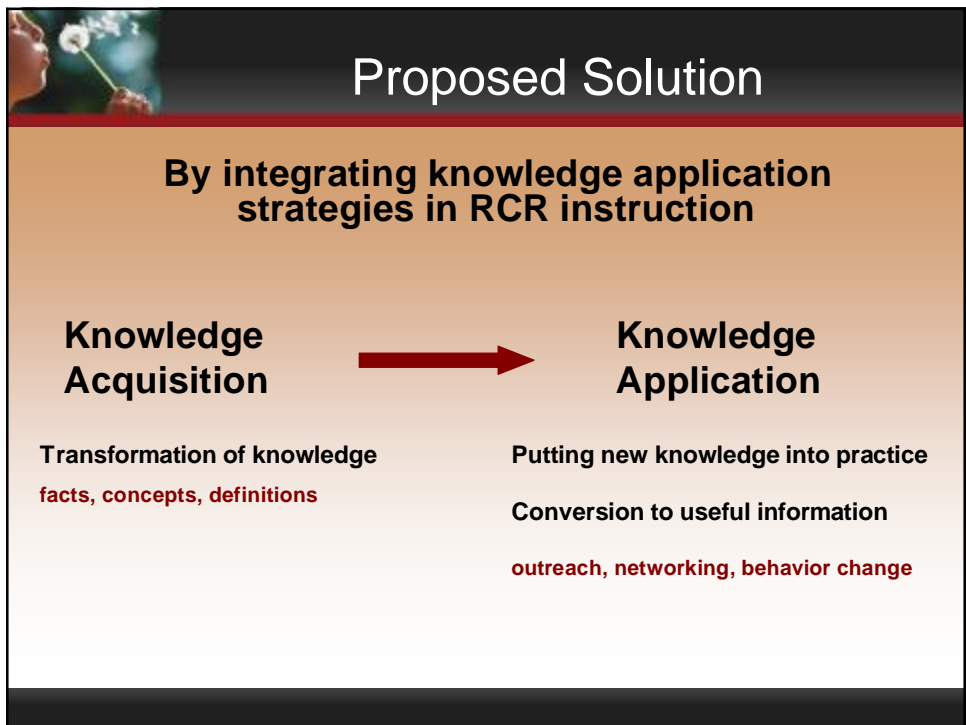 Proposed Solution
By integrating knowledge application
strategies in RCR instruction
Knowledge
Acquisition
Transformation of knowledge
facts, concepts, definitions
Knowledge
Application
Putting new knowledge into practice
Conversion to useful information
outreach, networking, behavior change